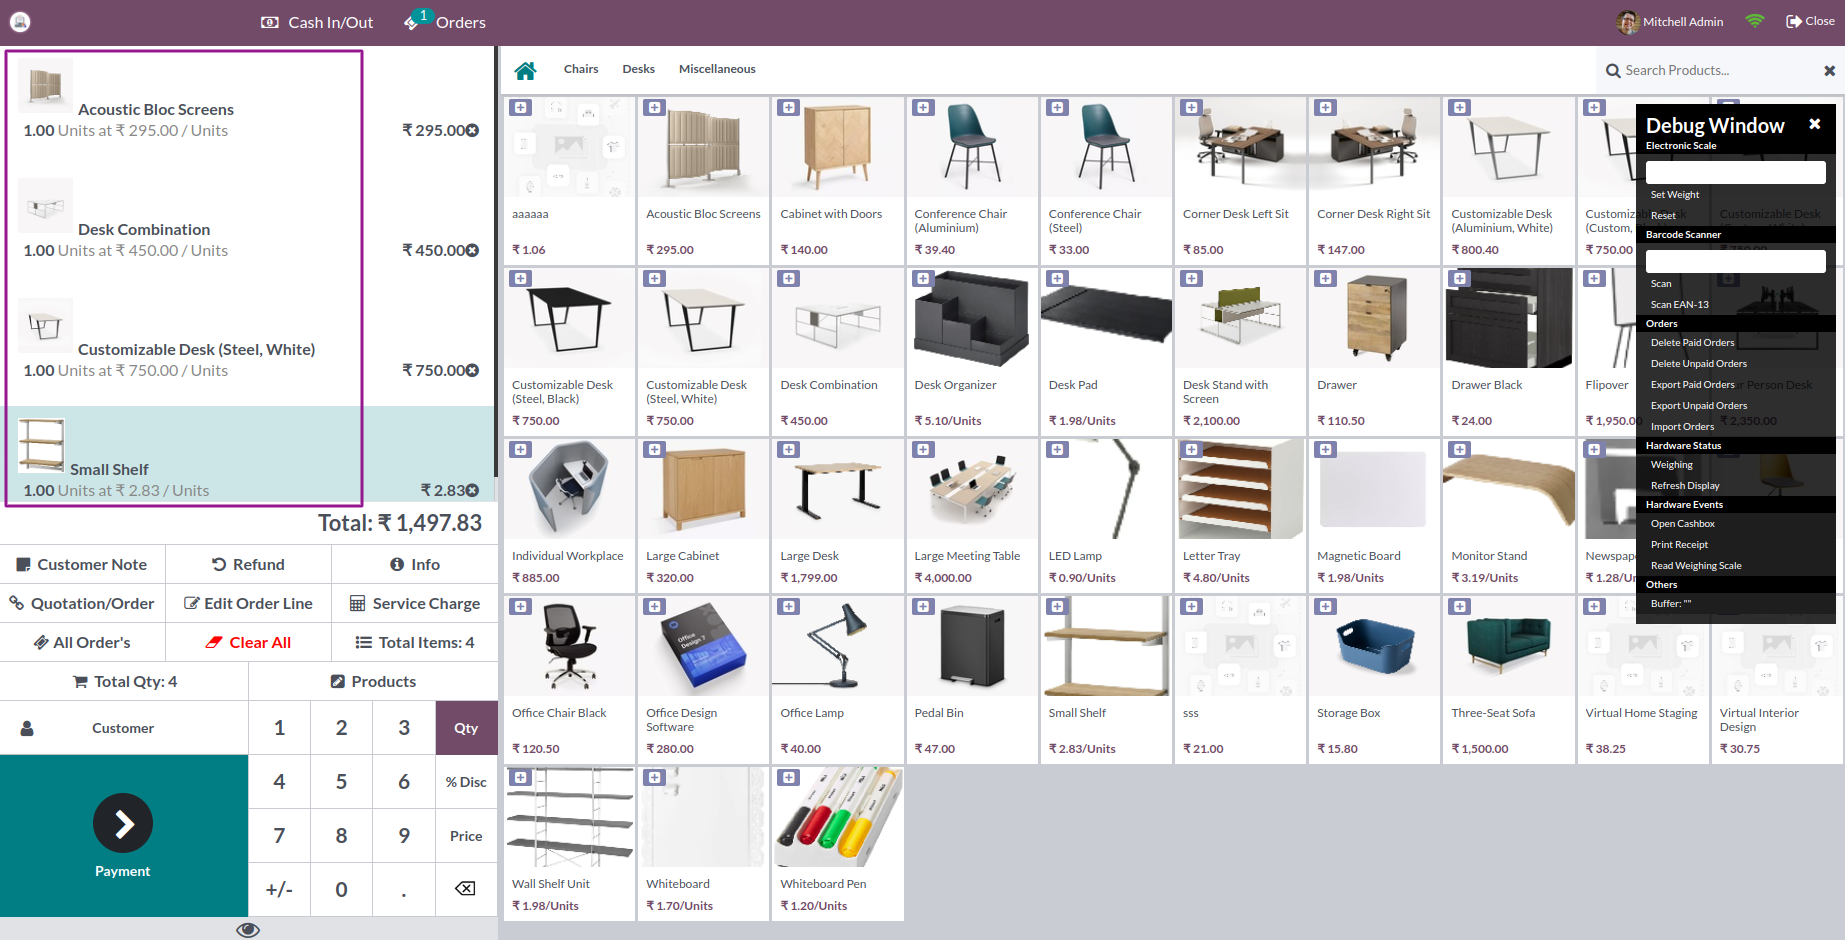 Cash In/Out
1
Orders
Mitchell Admin
Close
Acoustic Bloc Screens
1.00 Units at ₹ 295.00 / Units
₹ 295.00
Desk Combination
1.00 Units at ₹ 450.00 / Units
₹ 450.00
Customizable Desk (Steel, White)
1.00 Units at ₹ 750.00 / Units
₹ 750.00
Small Shelf
1.00 Units at ₹ 2.83 / Units
₹ 2.83
Total: ₹ 1,497.83
Customer Note
Refund
Info
Quotation/Order
Edit Order Line
Service Charge
All Order's
Clear All
Total Items: 4
Total Qty: 4
Products
Customer
1
2
3
Qty
4
5
6
% Disc
7
8
9
Price
+/-
0
.
Payment
Chairs
Desks
Miscellaneous
Search Products...
aaaaaa
₹ 1.06
Acoustic Bloc Screens
₹ 295.00
Cabinet with Doors
₹ 140.00
Conference Chair
(Aluminium)
₹ 39.40
Conference Chair
(Steel)
₹ 33.00
Corner Desk Left Sit
₹ 85.00
Corner Desk Right Sit
₹ 147.00
Customizable Desk
(Aluminium, White)
₹ 800.40
Customizable Desk
(Custom,
₹ 750.00
Customizable Desk
₹ 750.00
Customizable Desk
(Steel, Black)
₹ 750.00
Customizable Desk
(Steel, White)
₹ 750.00
Desk Combination
₹ 450.00
Desk Organizer
₹ 5.10/Units
Desk Pad
₹ 1.98/Units
Desk Stand with
Screen
₹ 2,100.00
Drawer
₹ 110.50
Drawer Black
₹ 24.00
Flipover
₹ 1,950.00
Person Desk
₹ 2,350.00
Individual Workplace
₹ 885.00
Large Cabinet
₹ 320.00
Large Desk
₹ 1,799.00
Large Meeting Table
₹ 4,000.00
LED Lamp
₹ 0.90/Units
Letter Tray
₹ 4.80/Units
Magnetic Board
₹ 1.98/Units
Monitor Stand
₹ 3.19/Units
Newspap
₹ 1.28/Un
Office Chair Black
₹ 120.50
Office Design
Software
₹ 280.00
Office Lamp
₹ 40.00
Pedal Bin
₹ 47.00
Small Shelf
₹ 2.83/Units
sss
₹ 21.00
Storage Box
₹ 15.80
Three-Seat Sofa
₹ 1,500.00
Virtual Home Staging
₹ 38.25
Virtual Interior
Design
₹ 30.75
Wall Shelf Unit
₹ 1.98/Units
Whiteboard
₹ 1.70/Units
Whiteboard Pen
₹ 1.20/Units
Office
Design 7
Debug Window
Electronic Scale
Set Weight
Reset
Barcode Scanner
Scan
Scan EAN-13
Orders
Delete Paid Orders
Delete Unpaid Orders
Export Paid Orders
Export Unpaid Orders
Import Orders
Hardware Status
Weighing
Refresh Display
Hardware Events
Open Cashbox
Print Receipt
Read Weighing Scale
Others
Buffer: ""